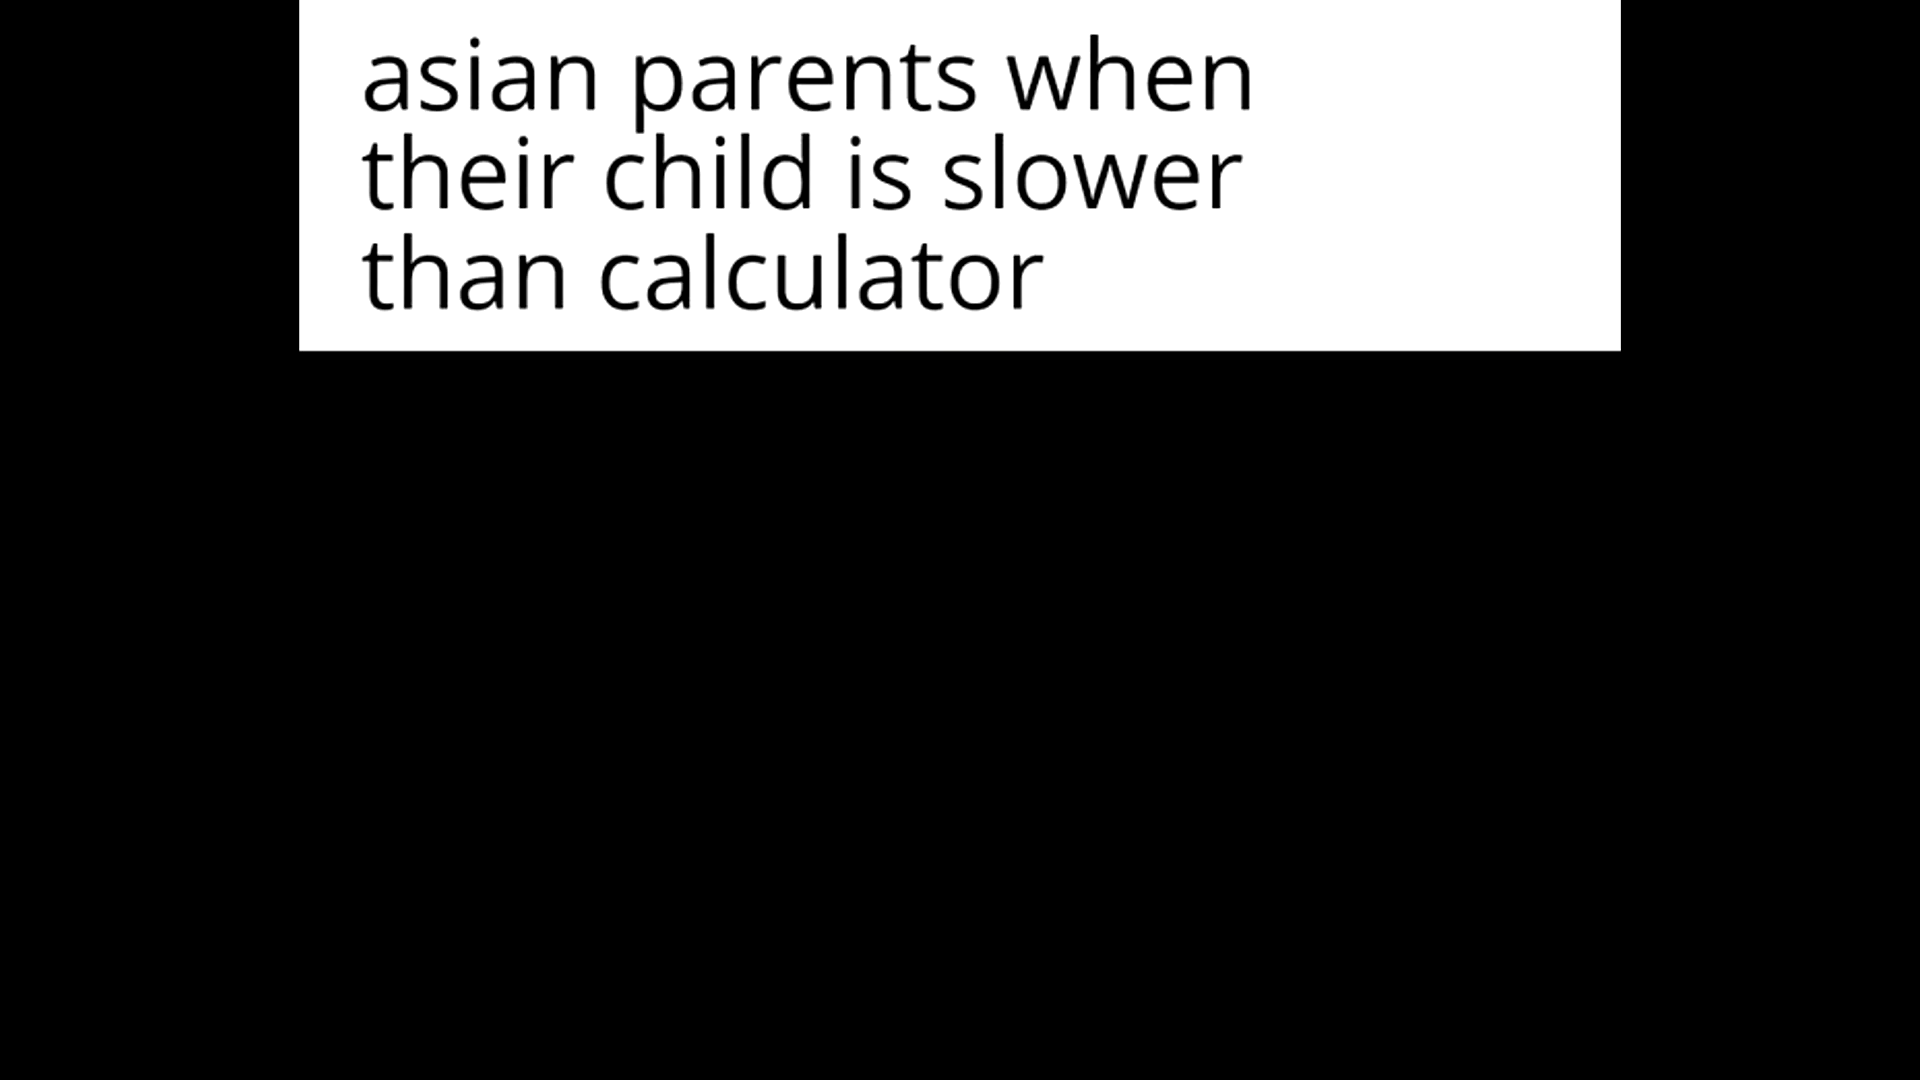 asian parents when
their child is slower
than calculator